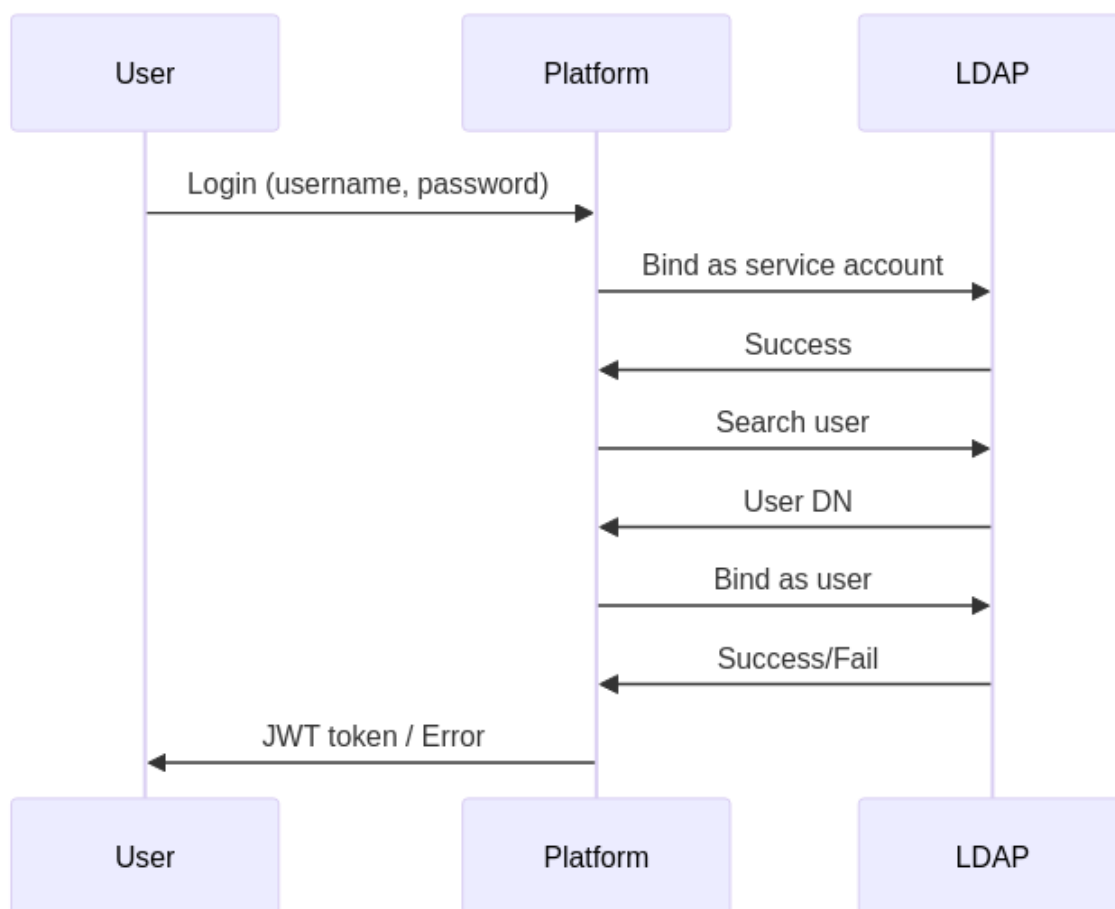 User
Platform
LDAP
Login (username, password)
Bind as service account
Success
Search user
User DN
Bind as user
Success/Fail
JWT token / Error
User
Platform
LDAP